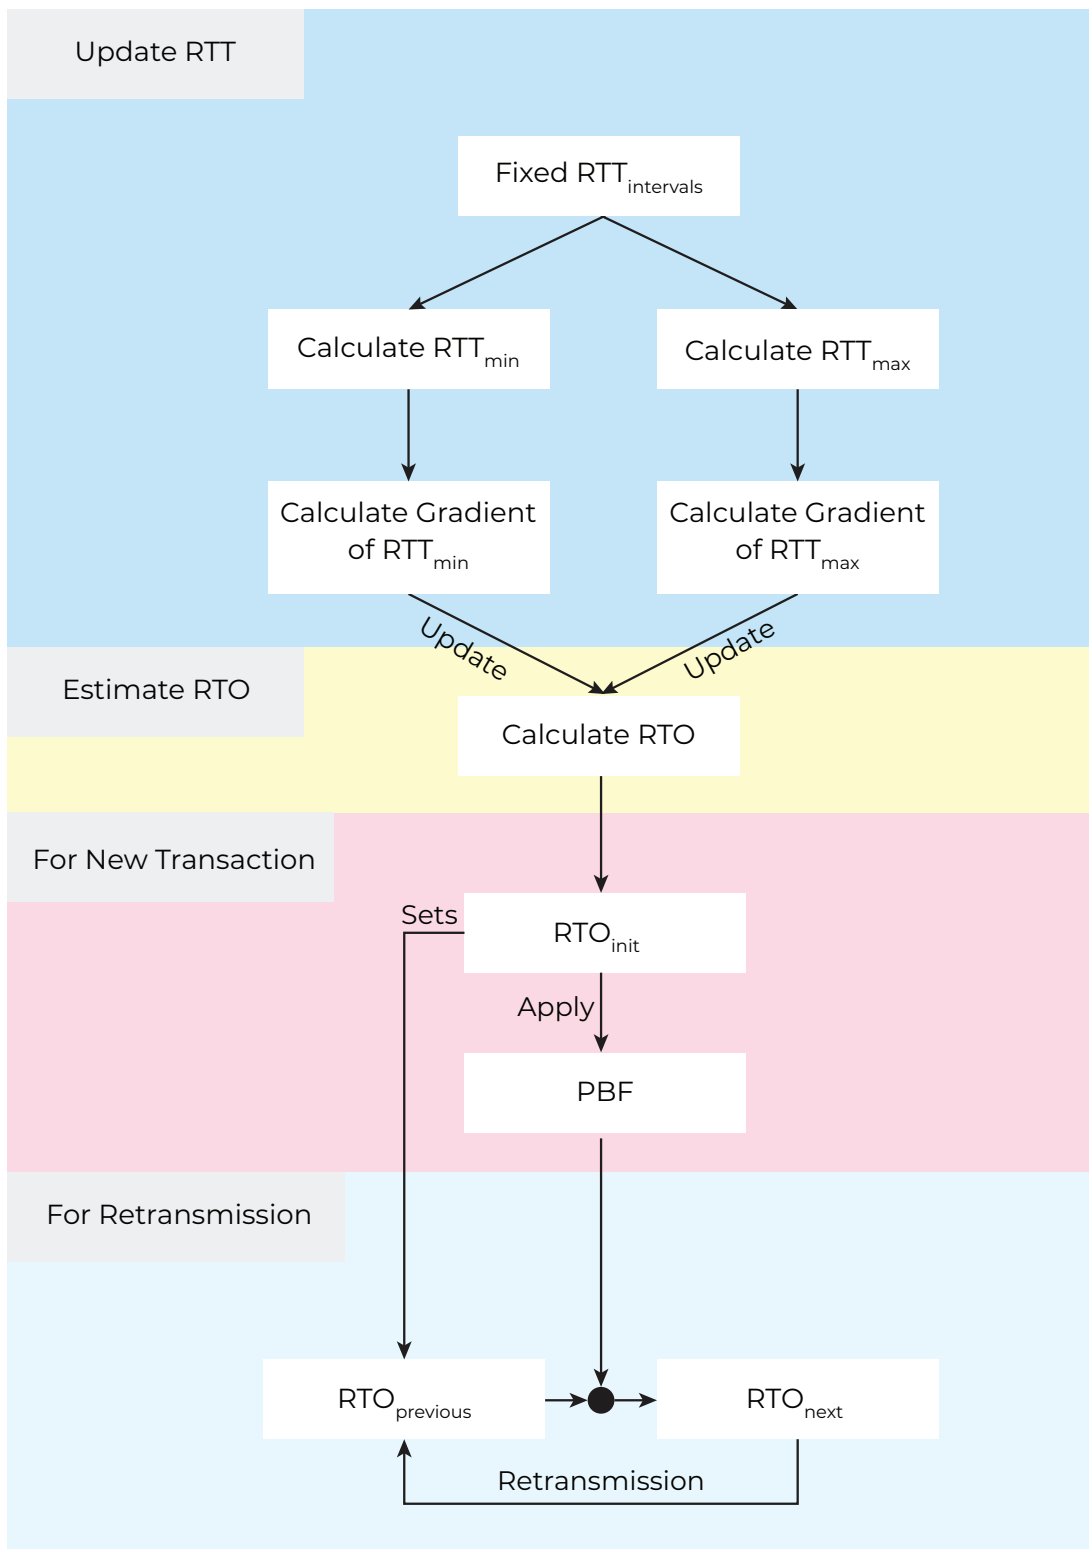 Update RTT
Fixed RTTintervals
Calculate RTTmin
Calculate RTTmax
Calculate Gradient
of RTTmin
Calculate Gradient
of RTTmax
Update
Update
Estimate RTO
Calculate RTO
For New Transaction
Sets
RTOinit
Apply
PBF
For Retransmission
RTOprevious
RTOnext
Retransmission